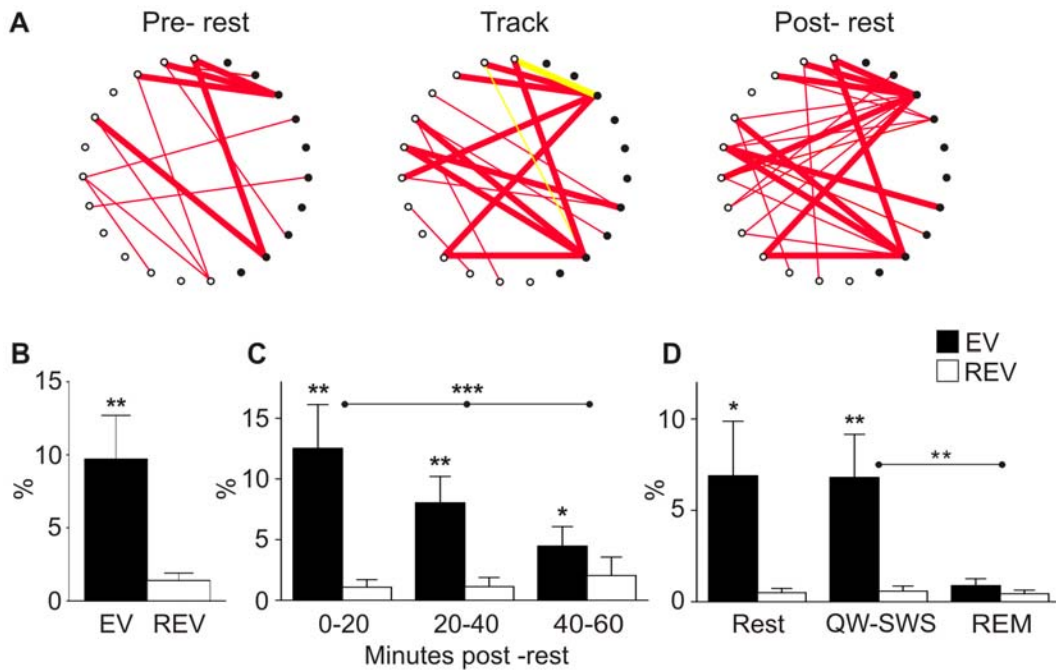 A
Pre- rest
Track
Post- rest
B
15
10
5
0
%
**
EV
REV
C
15
10
5
0
%
**
***
**
*
0-20
20-40
40-60
Minutes post -rest
D
EV
REV
10
5
0
%
*
**
**
Rest
QW-SWS
REM